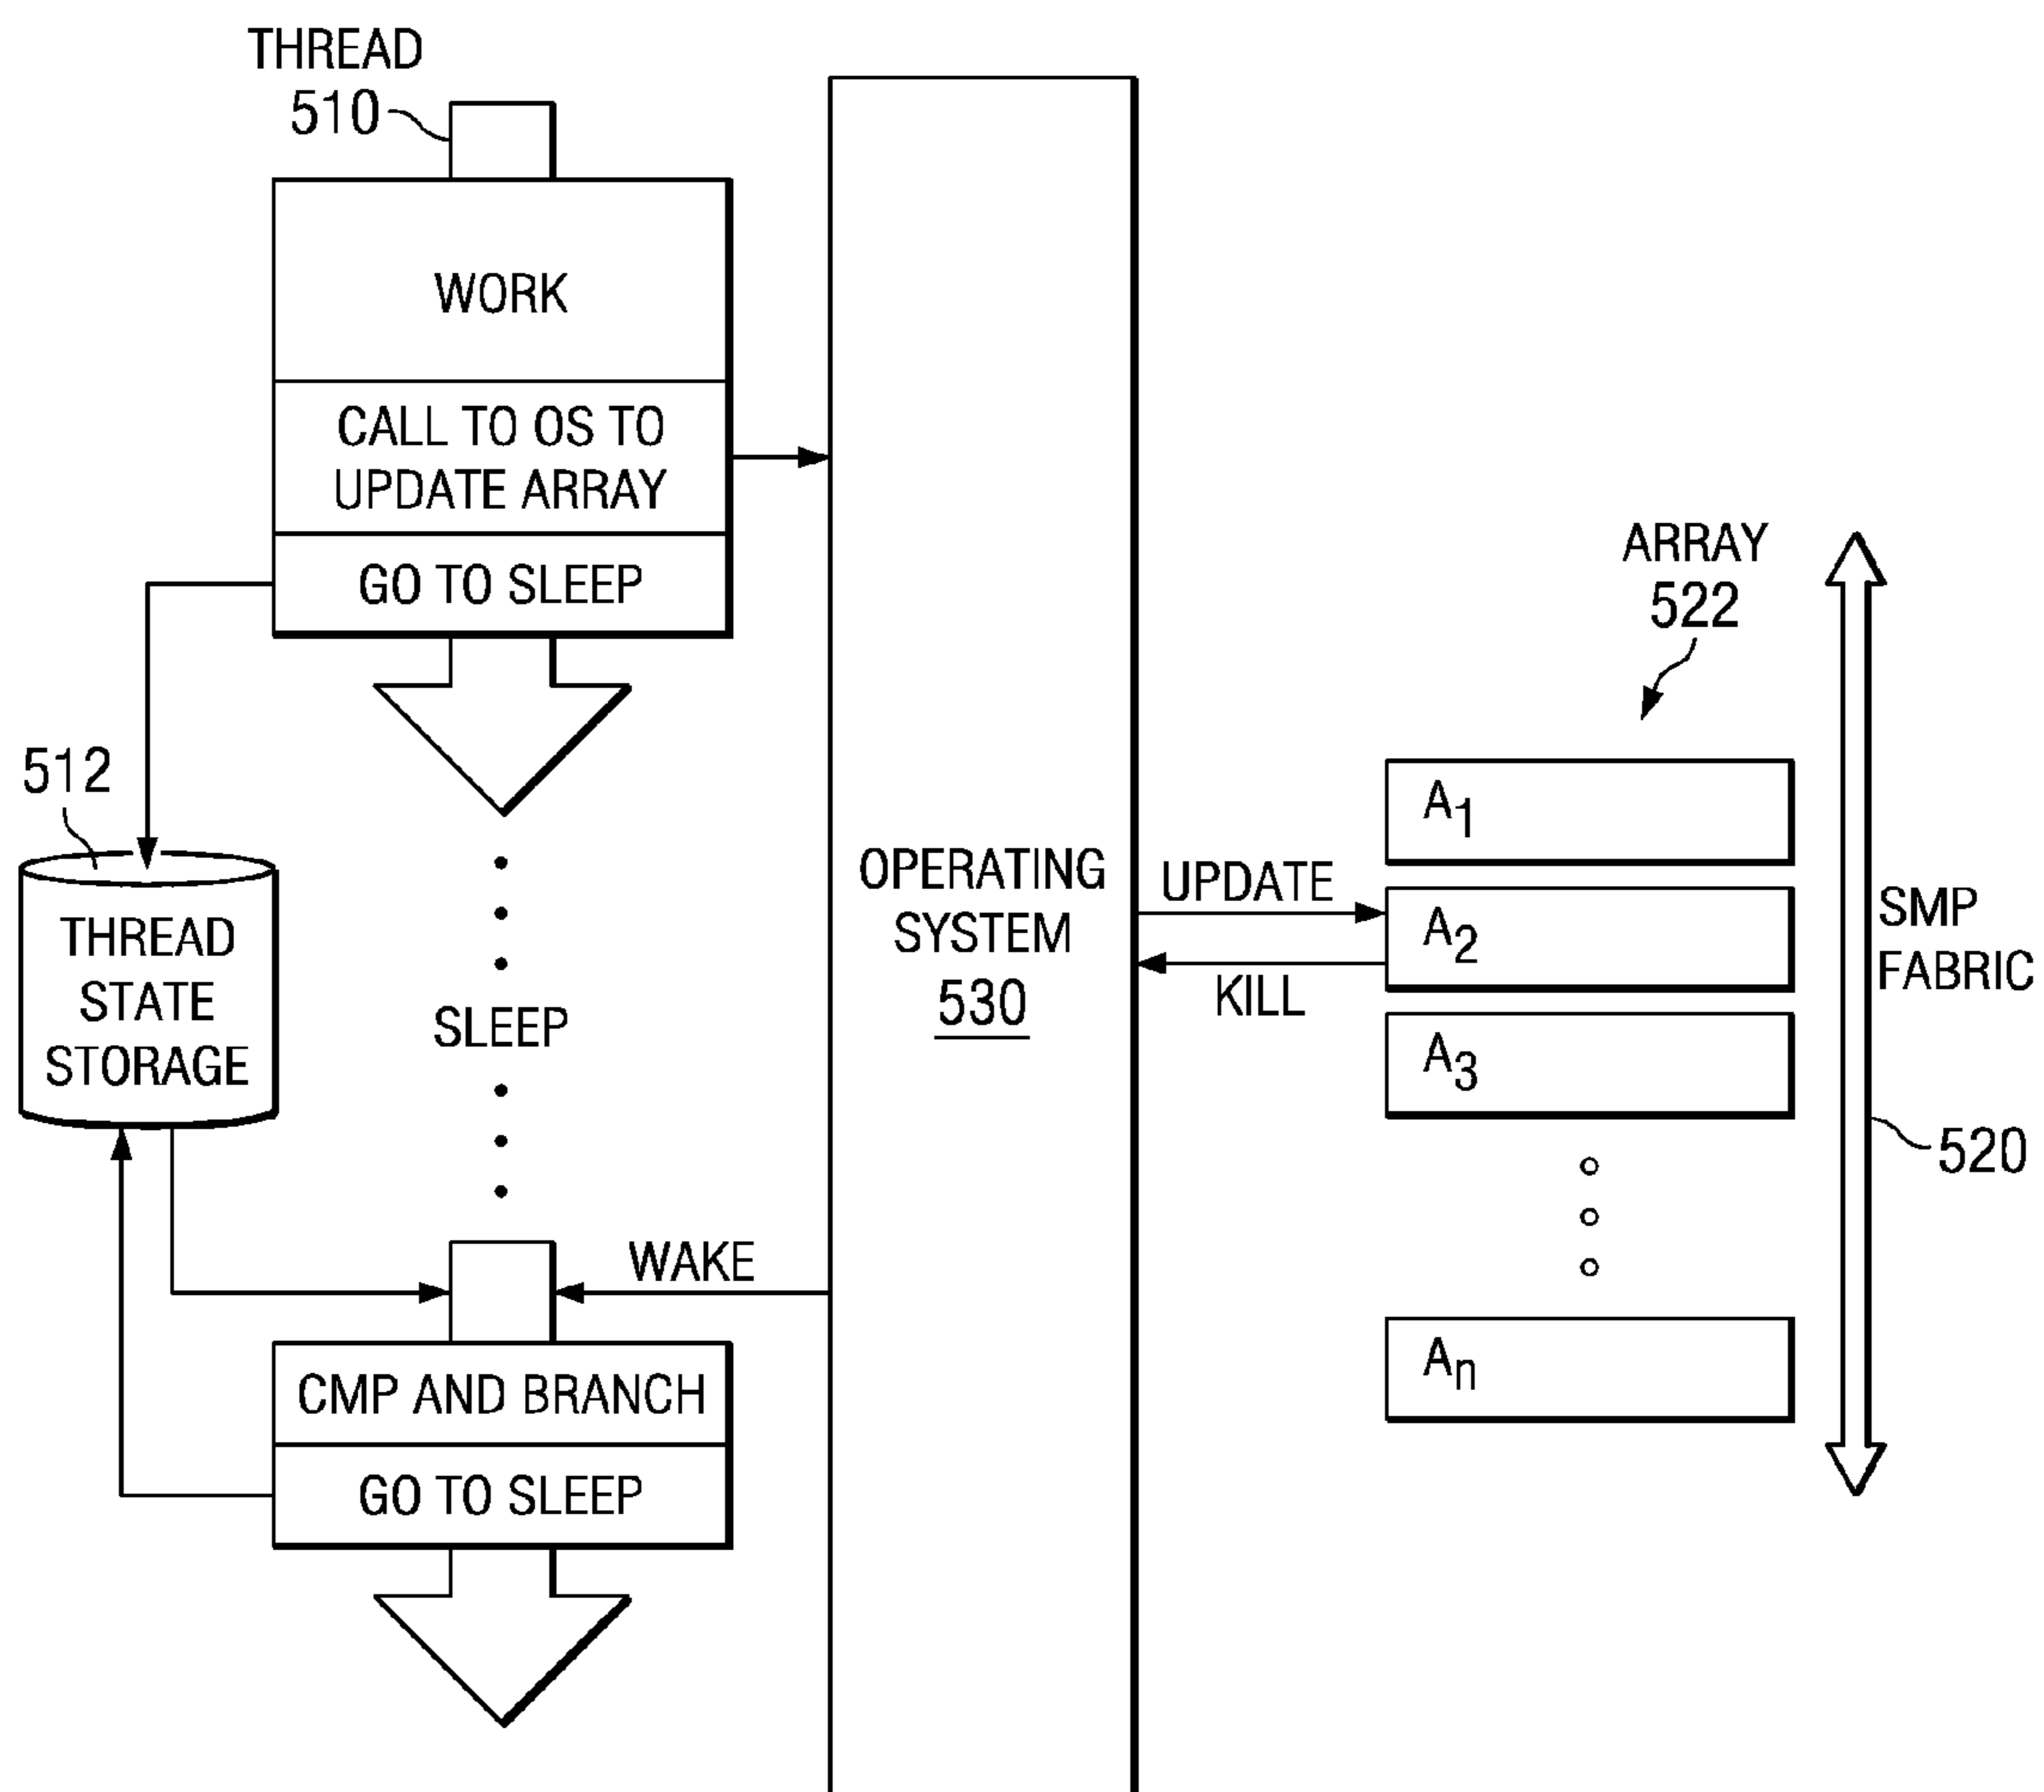 THREAD
510
WORK
CALL TO OS TO
UPDATE ARRAY
GO TO SLEEP
512
THREAD
STATE
STORAGE
SLEEP
WAKE
CMP AND BRANCH
GO TO SLEEP
OPERATING
SYSTEM
530
UPDATE
KILL
ARRAY
522
A1
A2
A3
An
SMP
FABRIC
520